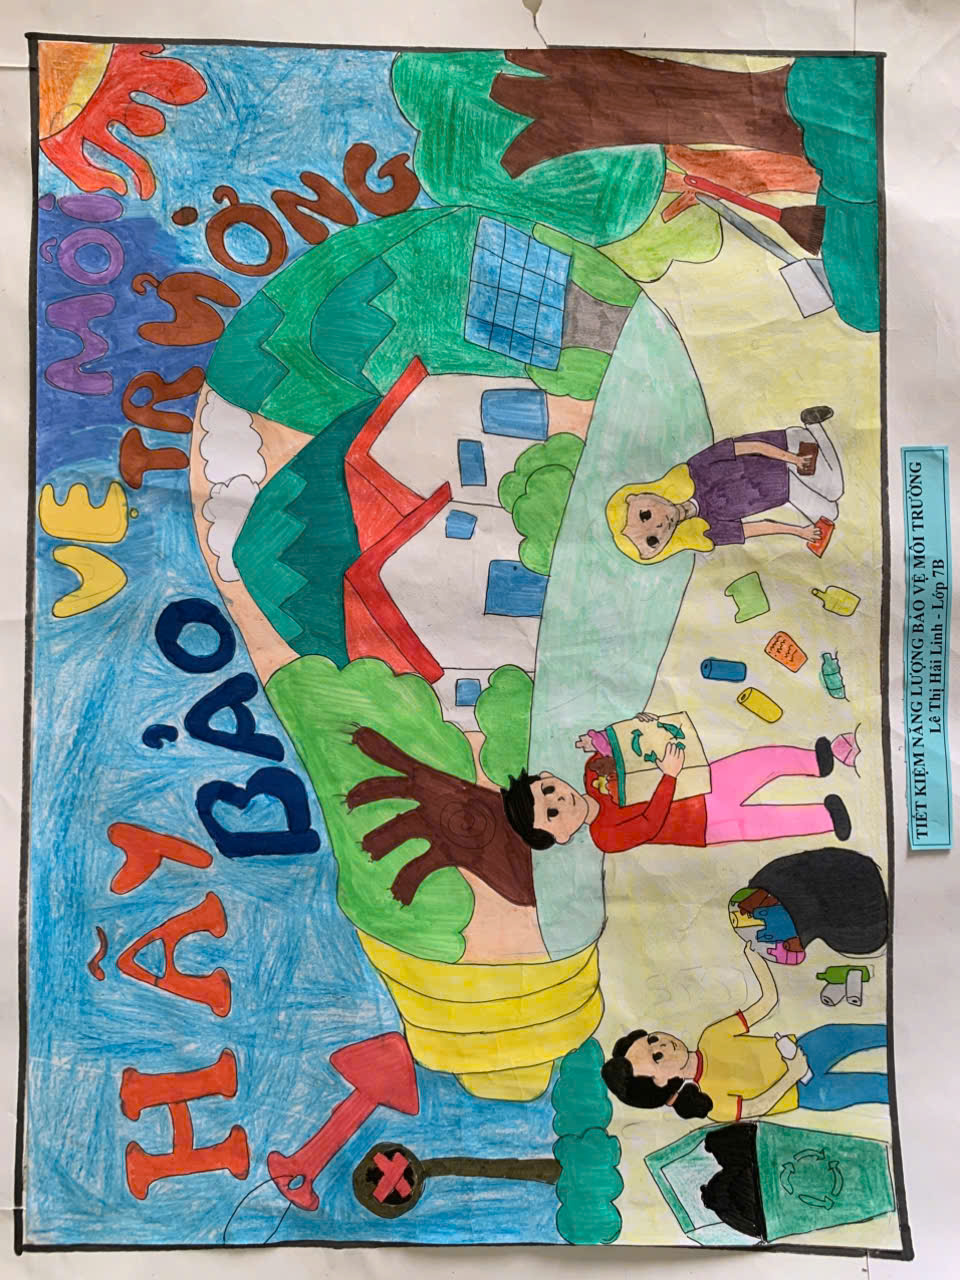 HÃY
BẢO
VỆ MÔI
TRƯỜNG
TIẾT KIỆM NĂNG LƯỢNG BẢO VỆ MÔI TRƯỜNG
Lê Thị Hải Linh - Lớp 7B